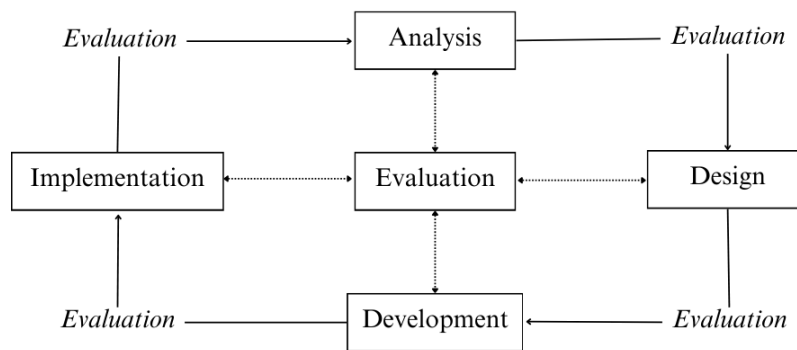 Evaluation
Analysis
Evaluation
Implementation
Evaluation
Design
Evaluation
Development
Evaluation